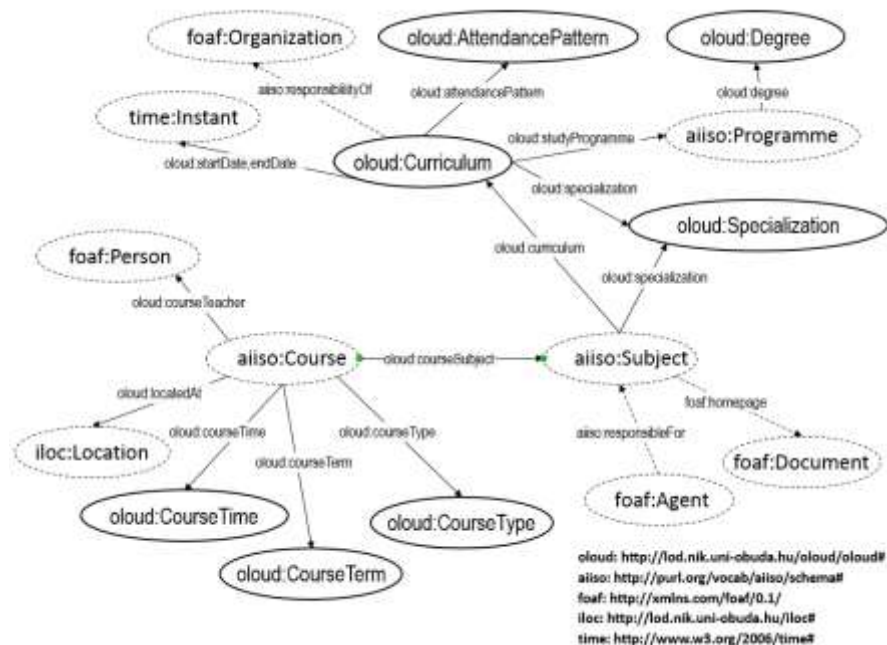 foaf:Organization
oloud:AttendancePattern
oloud:Degree
aiiso:responsibilityOf
oloud:attendancePattern
oloud:degree
time:Instant
oloud:studyProgramme
aiiso:Programme
oloud:startDate,endDate
oloud:Curriculum
oloud:specialization
oloud:Specialization
foaf:Person
oloud:curriculum
oloud:specialization
oloud:courseTeacher
aiiso:Course
oloud:courseSubject
aiiso:Subject
oloud:locatedAt
foaf:homepage
oloud:courseTime
oloud:courseType
aiiso:responsibleFor
iloc:Location
oloud:courseTerm
foaf:Document
foaf:Agent
oloud:CourseTime
oloud:CourseType
oloud:CourseTerm
oloud: http://lod.nik.uni-obuda.hu/oloud/oloud#
aiiso: http://purl.org/vocab/aiiso/schema#
foaf: http://xmlns.com/foaf/0.1/
iloc: http://lod.nik.uni-obuda.hu/iloc#
time: http://www.w3.org/2006/time#